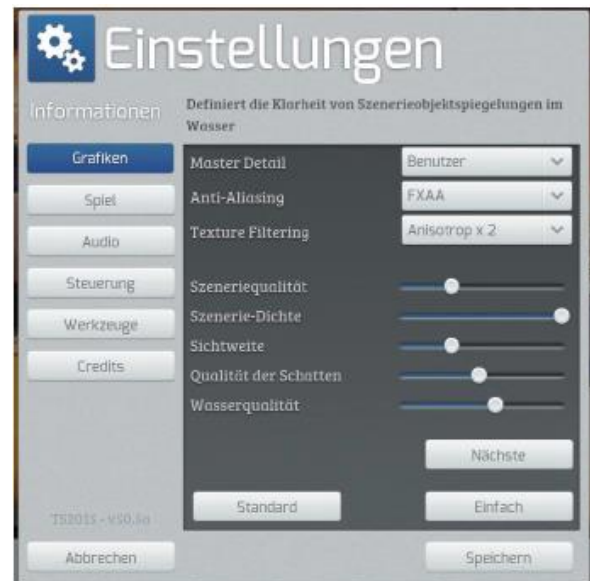 Einstellungen
Informationen
Definiert die Klarheit von Szenerieobjektspiegelungen im
Wasser
Grafiken
Spiel
Audio
Steuerung
Werkzeuge
Credits
Master Detail
Benutzer
Anti-Aliasing
FXAA
Texture Filtering
Anisotrop x 2
Szeneriequalität
Szenerie-Dichte
Sichtweite
Qualität der Schatten
Wasserqualität
Nächste
Standard
Einfach
Abbrechen
Speichern